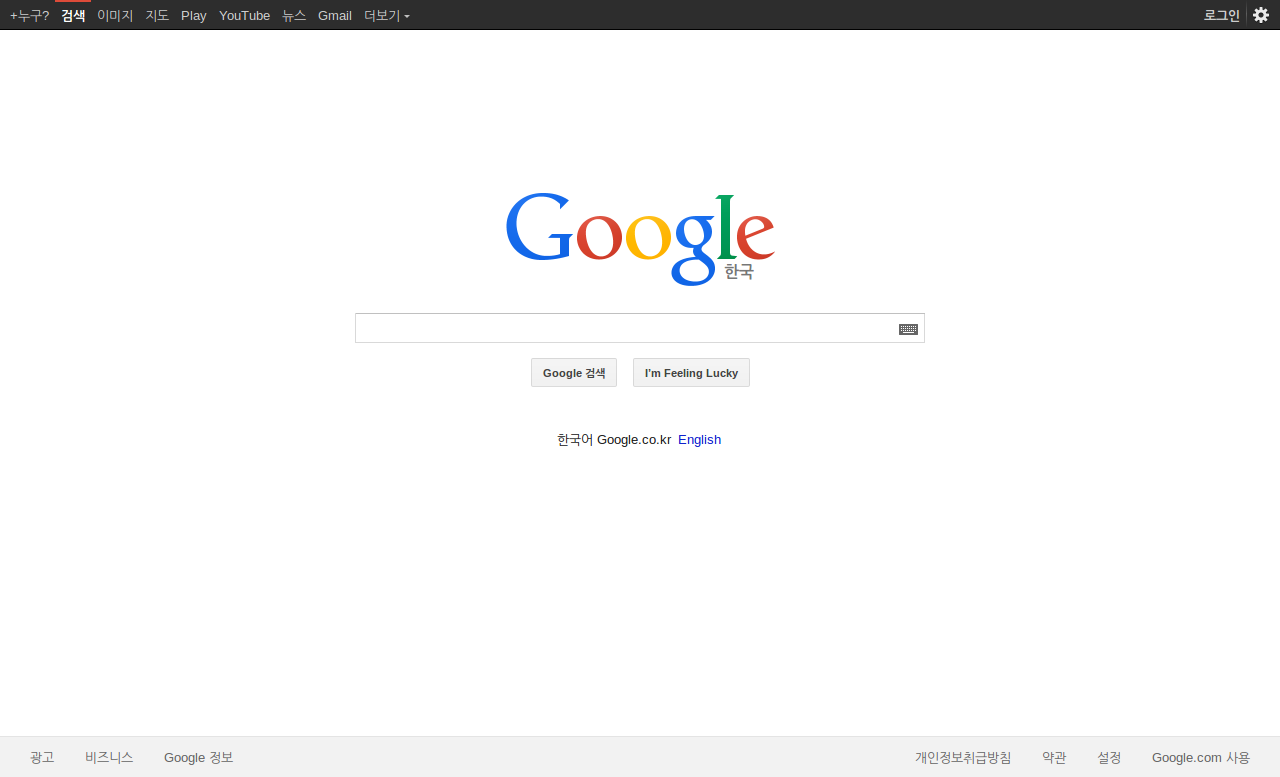 +누구? 검색 이미지 지도 Play YouTube 뉴스 Gmail 더보기 로그인
Google
한국
Google 검색 I'm Feeling Lucky
한국어 Google.co.kr English
광고 비즈니스 Google 정보 개인정보취급방침 약관 설정 Google.com 사용